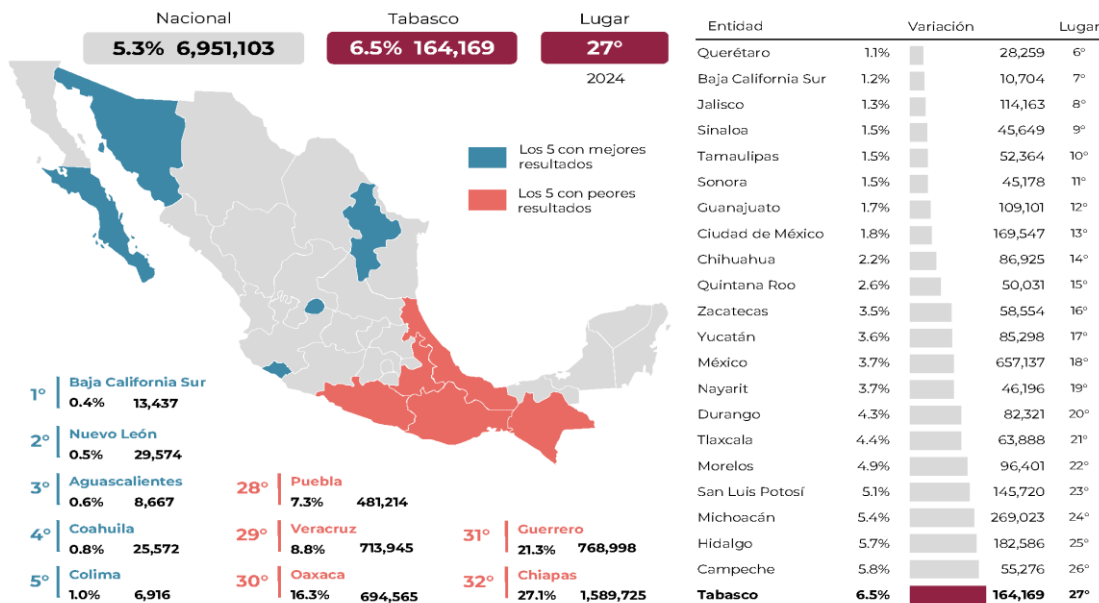 Nacional
5.3% 6,951,103
Tabasco
6.5% 164,169
Lugar
27°
2024
Los 5 con mejores
resultados
Los 5 con peores
resultados
1° Baja California Sur
0.4% 13,437
2° Nuevo León
0.5% 29,574
3° Aguascalientes
0.6% 8,667
4° Coahuila
0.8% 25,572
5° Colima
1.0% 6,916
28° Puebla
7.3% 481,214
29° Veracruz
8.8% 713,945
30° Oaxaca
16.3% 694,565
31° Guerrero
21.3% 768,998
32° Chiapas
27.1% 1,589,725
Entidad Variación Lugar
Querétaro 1.1% 28,259 6°
Baja California Sur 1.2% 10,704 7°
Jalisco 1.3% 114,163 8°
Sinaloa 1.5% 45,649 9°
Tamaulipas 1.5% 52,364 10°
Sonora 1.5% 45,178 11°
Guanajuato 1.7% 109,101 12°
Ciudad de México 1.8% 169,547 13°
Chihuahua 2.2% 86,925 14°
Quintana Roo 2.6% 50,031 15°
Zacatecas 3.5% 58,554 16°
Yucatán 3.6% 85,298 17°
México 3.7% 657,137 18°
Nayarit 3.7% 46,196 19°
Durango 4.3% 82,321 20°
Tlaxcala 4.4% 63,888 21°
Morelos 4.9% 96,401 22°
San Luis Potosí 5.1% 145,720 23°
Michoacán 5.4% 269,023 24°
Hidalgo 5.7% 182,586 25°
Campeche 5.8% 55,276 26°
Tabasco 6.5% 164,169 27°